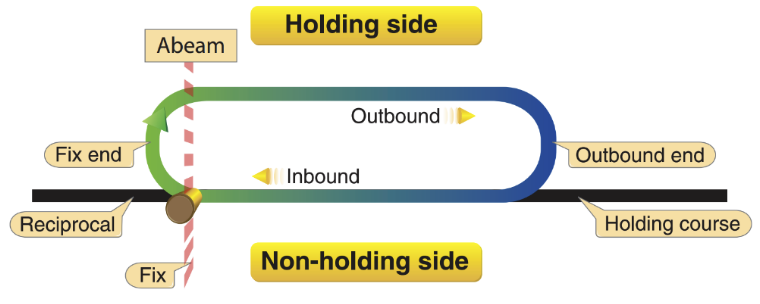 Holding side
Abeam
Outbound
Fix end
Outbound end
Inbound
Reciprocal
Holding course
Non-holding side
Fix